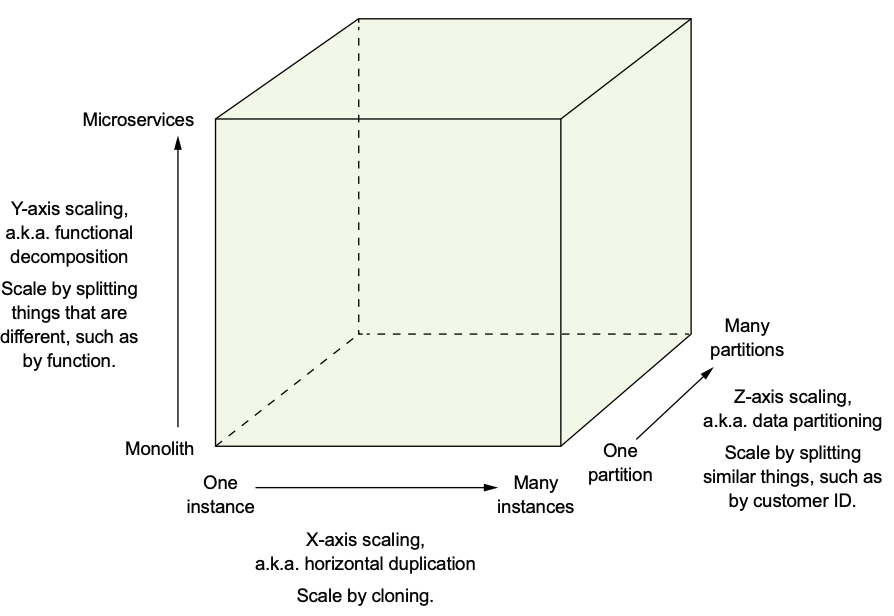 Microservices
Y-axis scaling,
a.k.a. functional
decomposition
Scale by splitting
things that are
different, such as
by function.
Monolith
One
instance
Many
instances
X-axis scaling,
a.k.a. horizontal duplication
Scale by cloning.
One
partition
Many
partitions
Z-axis scaling,
a.k.a. data partitioning
Scale by splitting
similar things, such as
by customer ID.